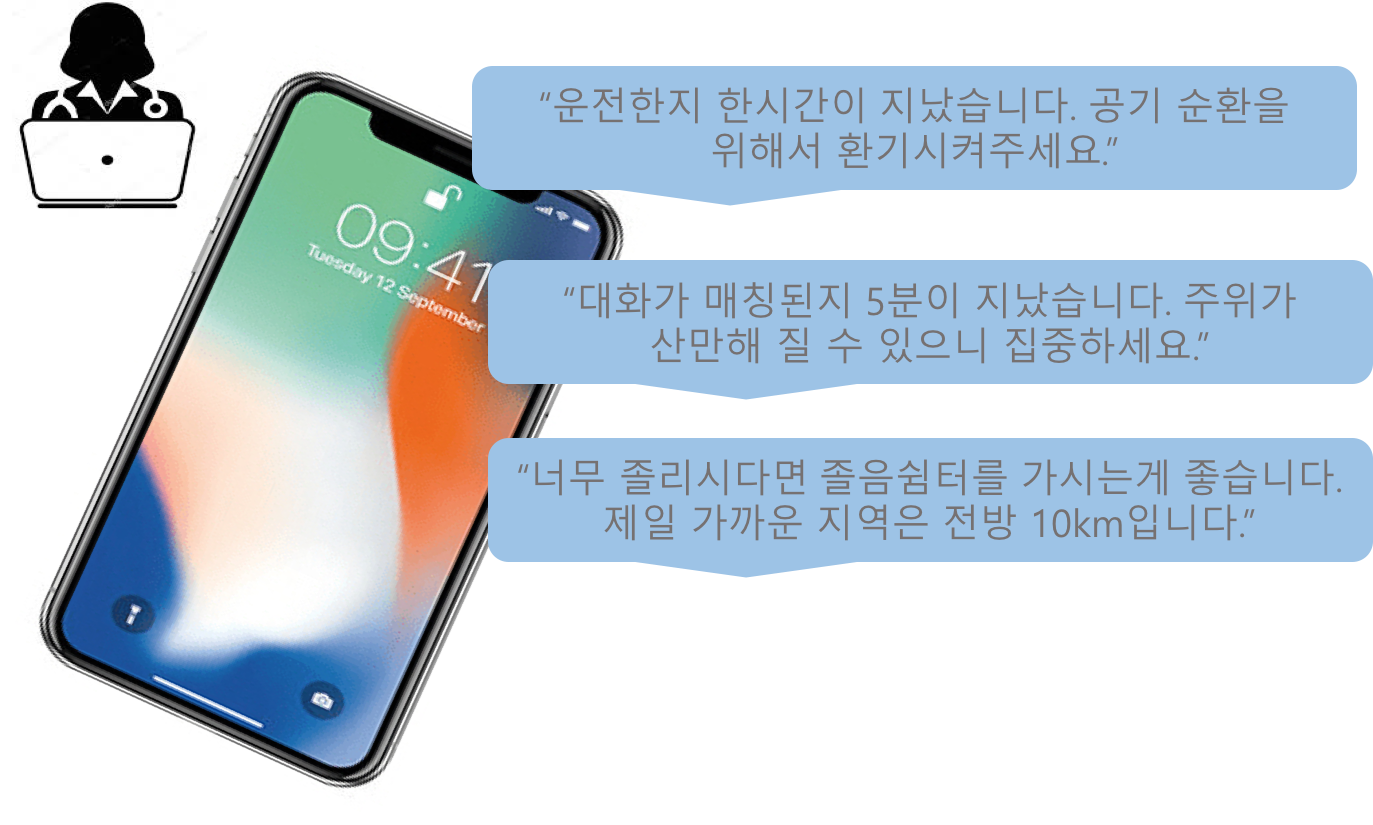 “운전한지 한시간이 지났습니다. 공기 순환을
위해서 환기시켜주세요.”
09:41
Tuesday 12 September
“대화가 매칭된지 5분이 지났습니다. 주위가
산만해 질 수 있으니 집중하세요.”
“너무 졸리시다면 졸음쉼터를 가시는게 좋습니다.
제일 가까운 지역은 전방 10km입니다.”